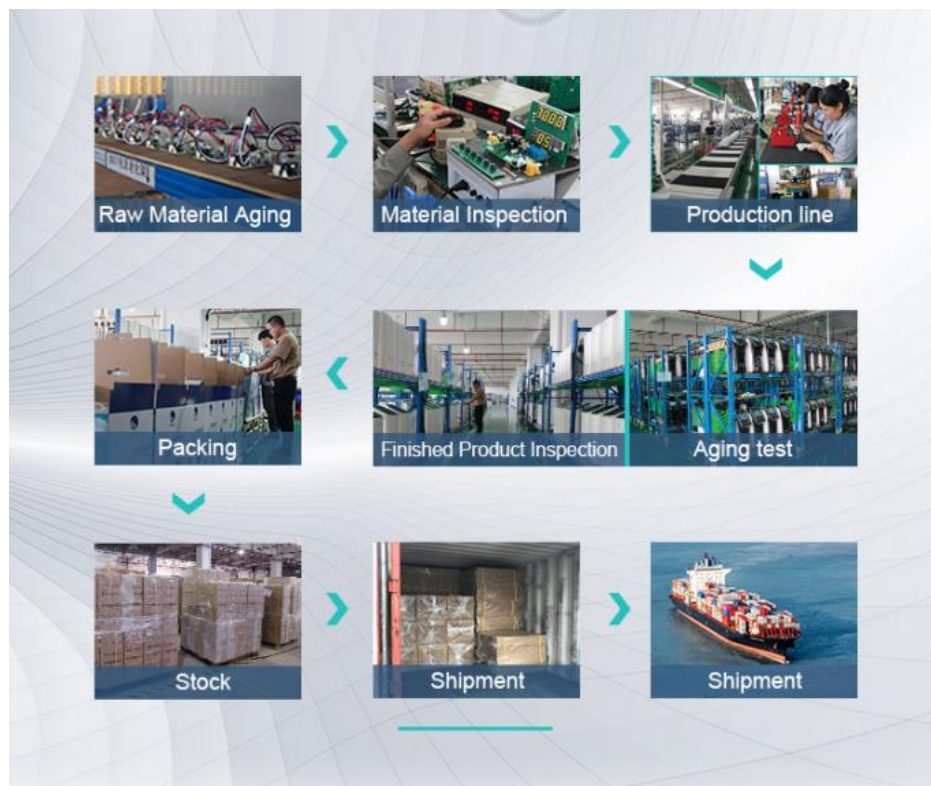 Raw Material Aging
Material Inspection
Production line
Aging test
Finished Product Inspection
Packing
Stock
Shipment
Shipment